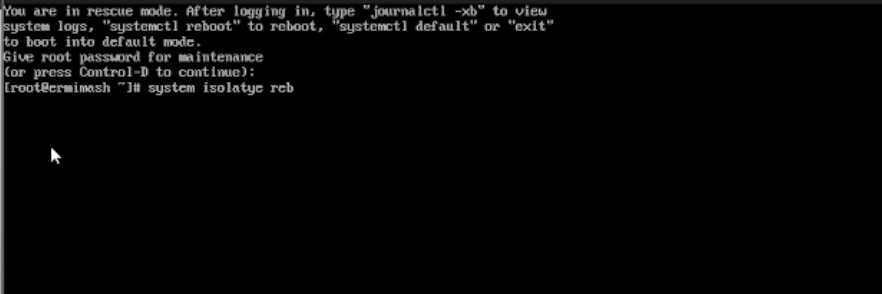 You are in rescue mode. After logging in, type "journalctl -xb" to view
system logs, "systemctl reboot" to reboot, "systemctl default" or "exit"
to boot into default mode.
Give root password for maintenance
(or press Control-D to continue):
[root@ermimash ~]# system isolatye reb